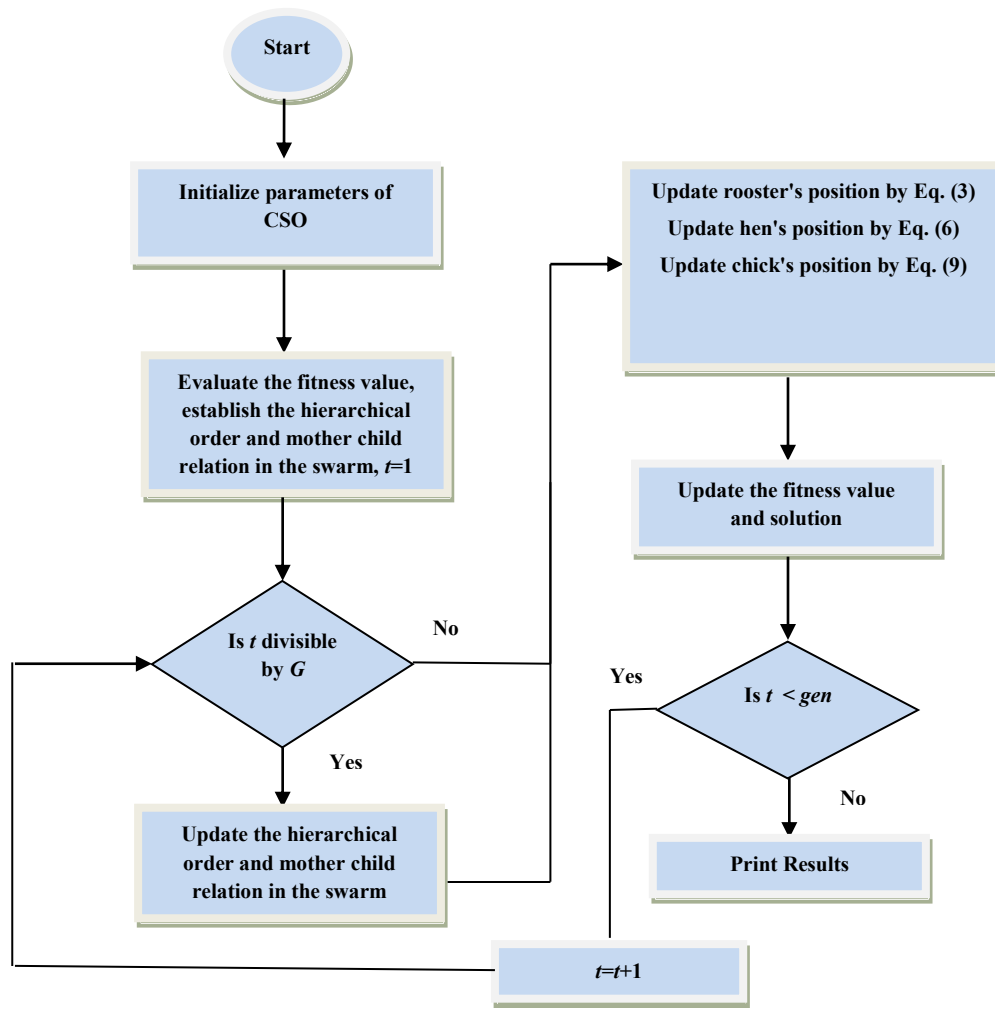 Start
Initialize parameters of
CSO
Evaluate the fitness value,
establish the hierarchical
order and mother child
relation in the swarm, t=1
Is t divisible
by G
No
Yes
Update the hierarchical
order and mother child
relation in the swarm
Update rooster's position by Eq. (3)
Update hen's position by Eq. (6)
Update chick's position by Eq. (9)
Update the fitness value
and solution
Is t < gen
Yes
No
Print Results
t=t+1